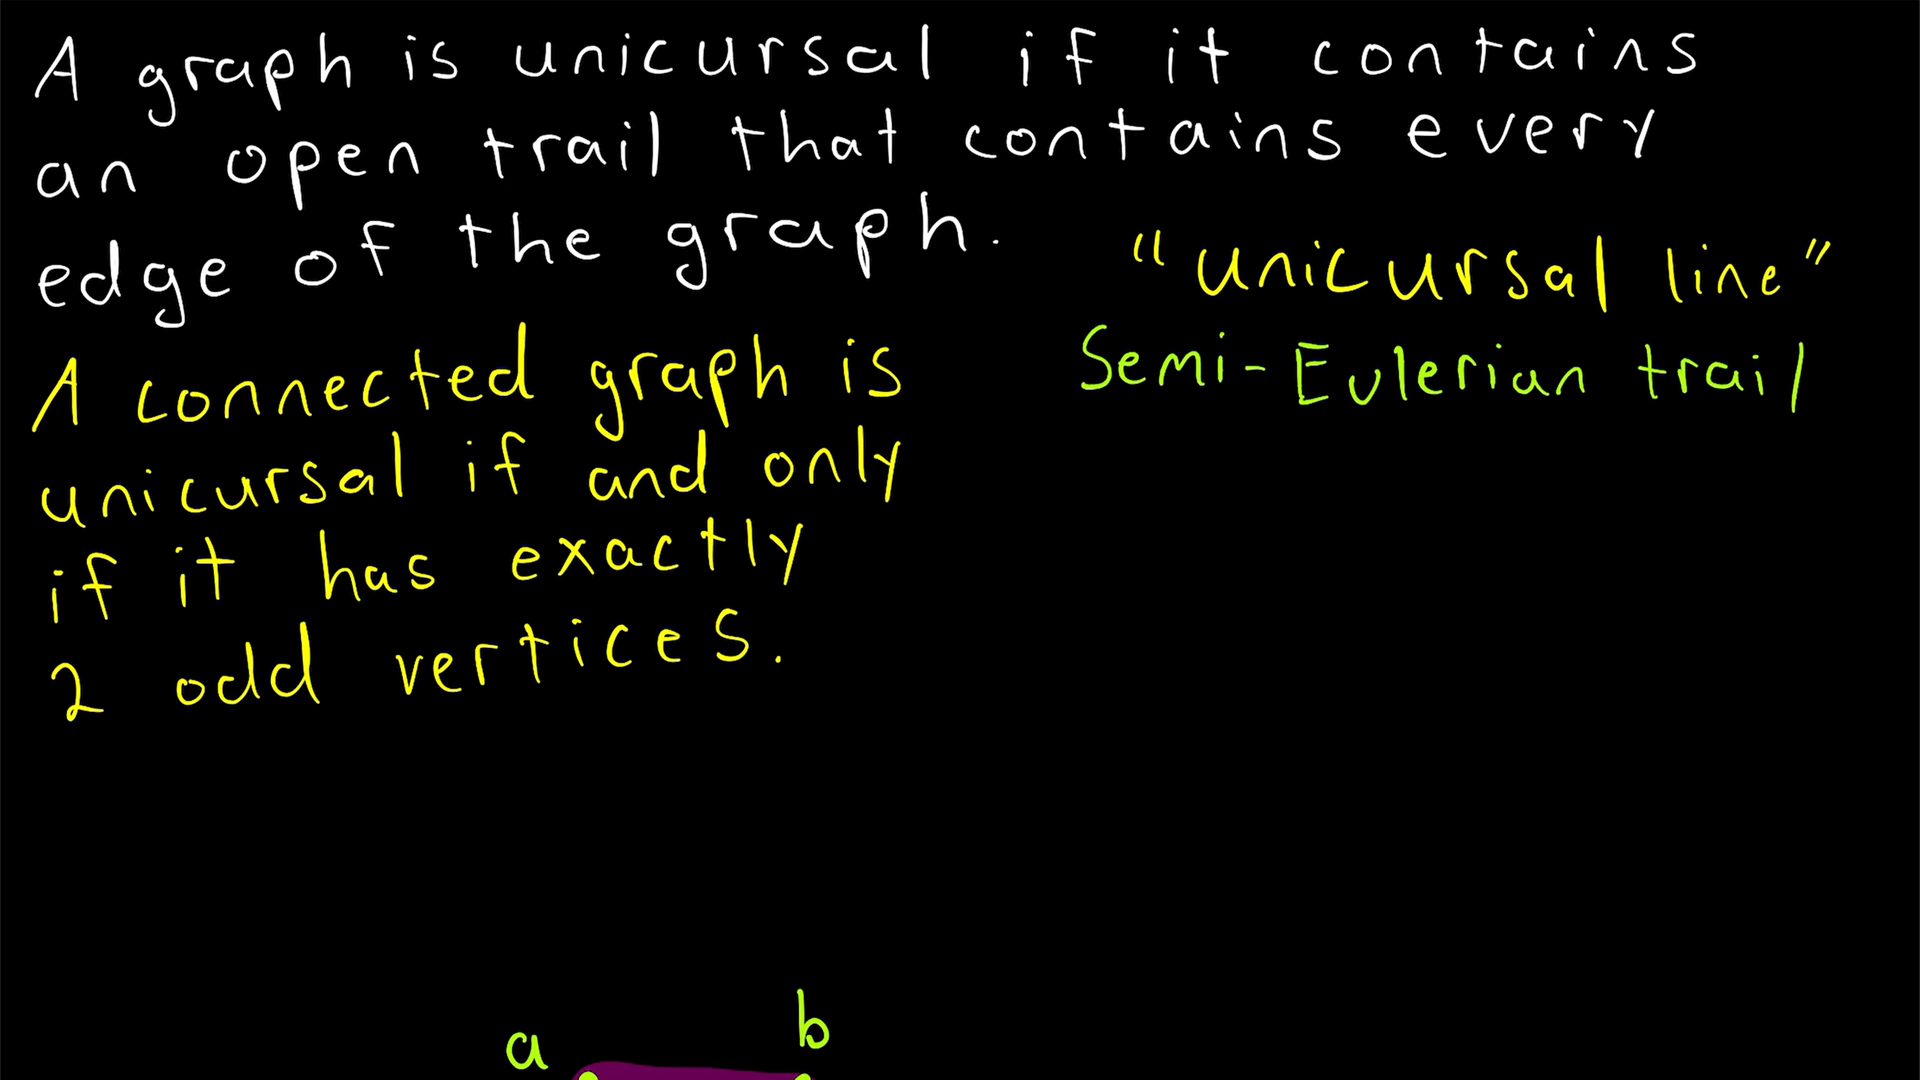 A graph is unicursal if it contains
an open trail that contains every
edge of the graph.
"unicursal line"
Semi-Eulerian trail
A connected graph is
unicursal if and only
if it has exactly
2 odd vertices.
a b